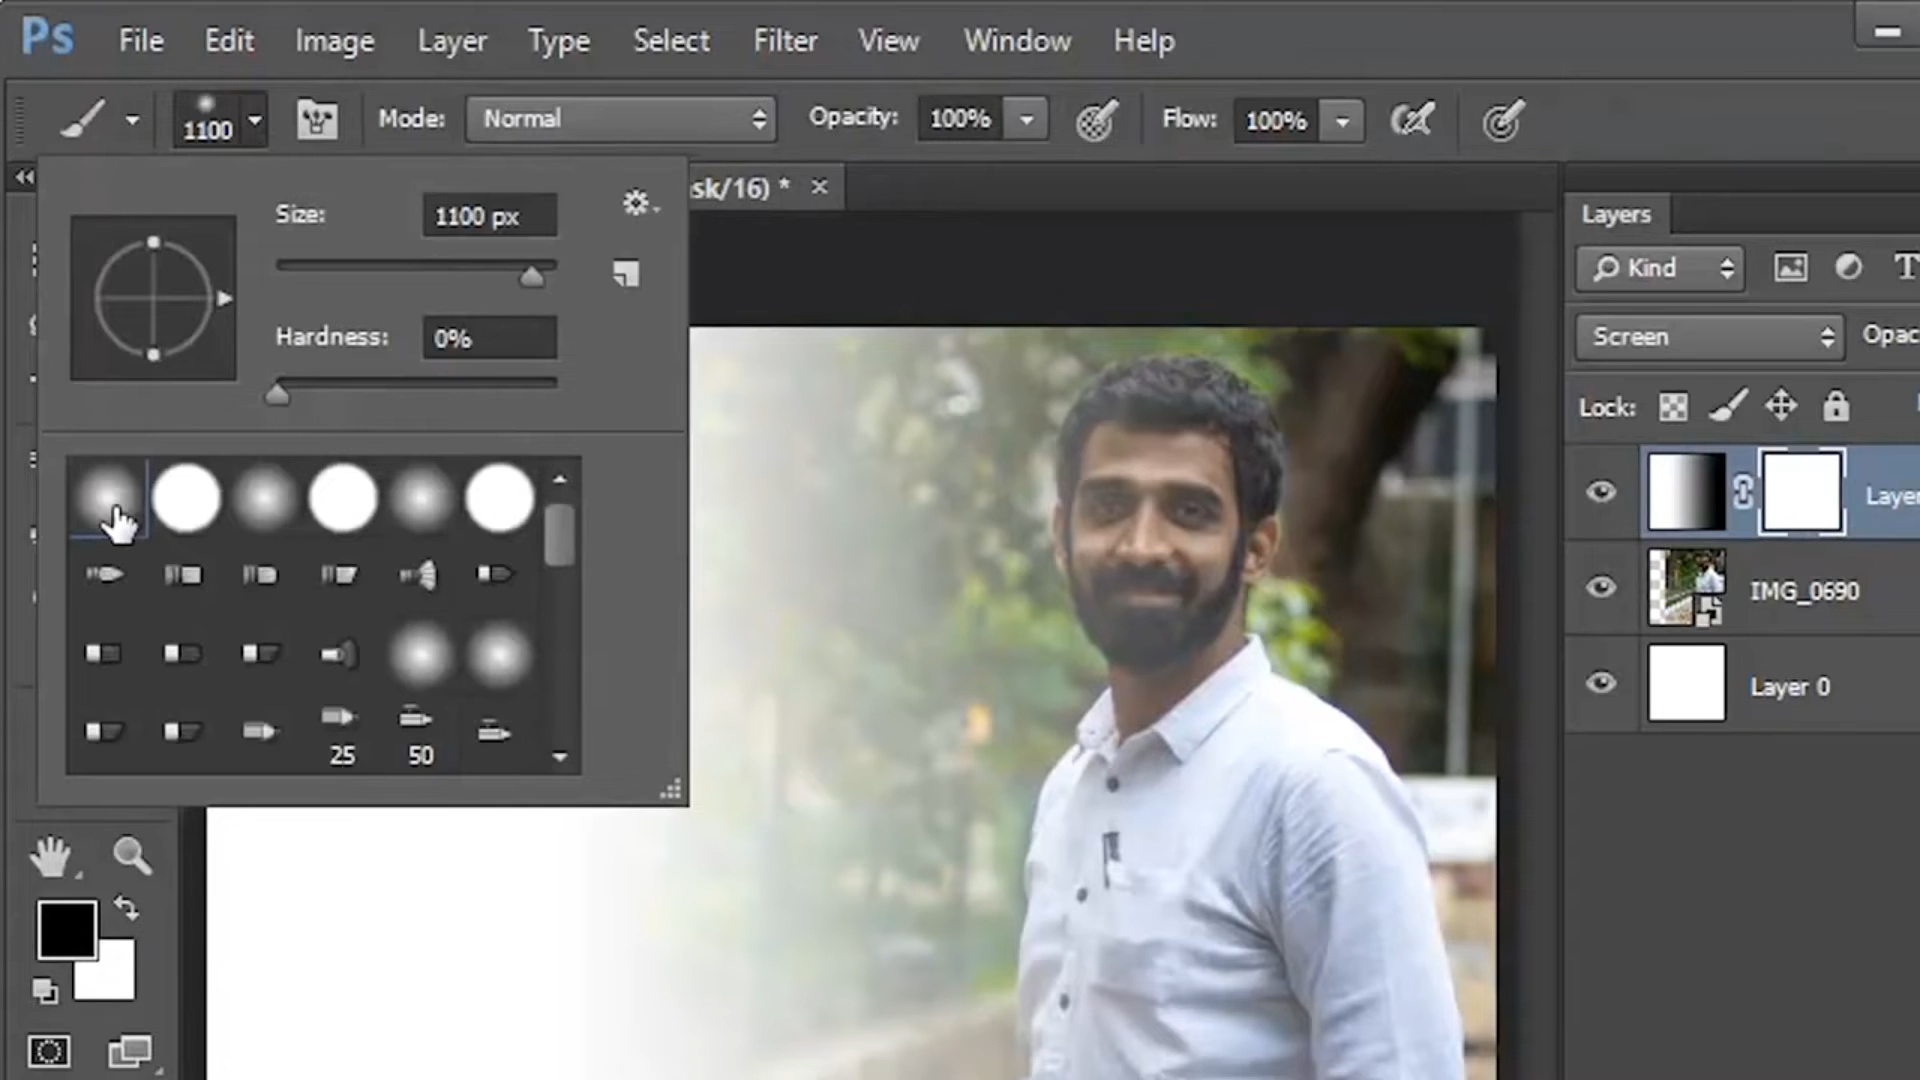 Ps File Edit Image Layer Type Select Filter View Window Help
1100 Mode: Normal Opacity: 100% Flow: 100%
sk/16) * ×
Size: 1100 px
Hardness: 0%
25 50
Layers
Kind T
Screen Opac
Lock:
Layer
IMG_0690
Layer 0